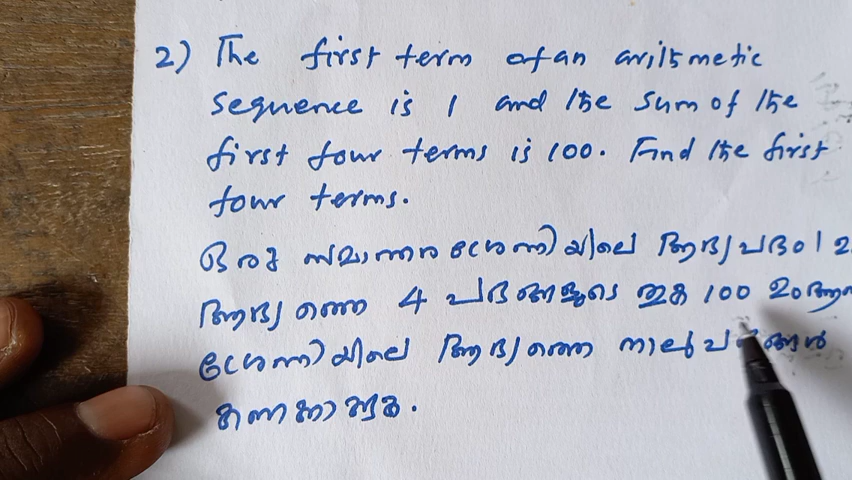 2) The first term of an arithmetic
sequence is 1 and the sum of the
first four terms is 100. Find the first
four terms.
ഒരു സമാന്തരശ്രേണിയിലെ ആദ്യപദം 1
ആദ്യത്തെ 4 പദങ്ങളുടെ തുക 100
ശ്രേണിയിലെ ആദ്യത്തെ നാലു
കണക്കാക്കുക.